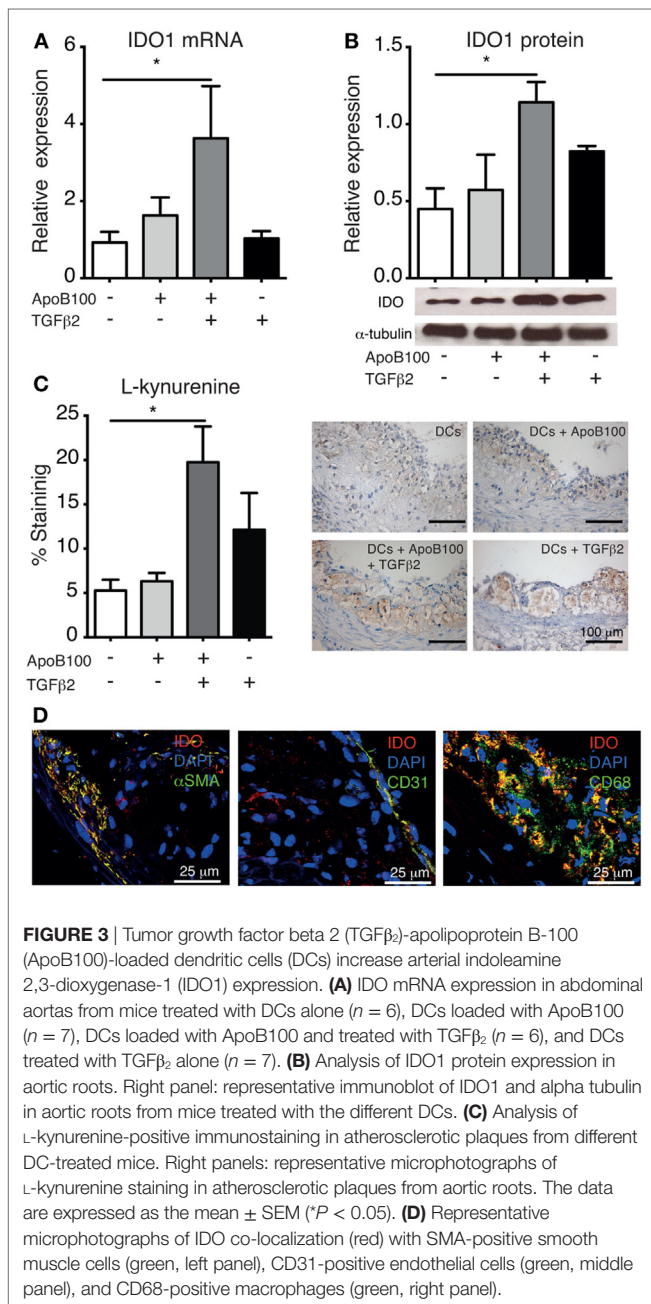 A
IDO1 mRNA
Relative expression
6
4
2
0
*
ApoB100 - + + -
TGFβ2 - - + +
B
IDO1 protein
Relative expression
1.5
1.0
0.5
0.0
*
IDO
α-tubulin
ApoB100 - + + -
TGFβ2 - - + +
C
L-kynurenine
% Staininig
25
20
15
10
5
0
*
ApoB100 - + + -
TGFβ2 - - + +
DCs
DCs + ApoB100
DCs + ApoB100
+ TGFβ2
DCs + TGFβ2
100 µm
D
IDO
DAPI
αSMA
25 µm
IDO
DAPI
CD31
25 µm
IDO
DAPI
CD68
25 µm
FIGURE 3 | Tumor growth factor beta 2 (TGFβ₂)-apolipoprotein B-100
(ApoB100)-loaded dendritic cells (DCs) increase arterial indoleamine
2,3-dioxygenase-1 (IDO1) expression. (A) IDO mRNA expression in abdominal
aortas from mice treated with DCs alone (n = 6), DCs loaded with ApoB100
(n = 7), DCs loaded with ApoB100 and treated with TGFβ₂ (n = 6), and DCs
treated with TGFβ₂ alone (n = 7). (B) Analysis of IDO1 protein expression in
aortic roots. Right panel: representative immunoblot of IDO1 and alpha tubulin
in aortic roots from mice treated with the different DCs. (C) Analysis of
L-kynurenine-positive immunostaining in atherosclerotic plaques from different
DC-treated mice. Right panels: representative microphotographs of
L-kynurenine staining in atherosclerotic plaques from aortic roots. The data
are expressed as the mean ± SEM (*P < 0.05). (D) Representative
microphotographs of IDO co-localization (red) with SMA-positive smooth
muscle cells (green, left panel), CD31-positive endothelial cells (green, middle
panel), and CD68-positive macrophages (green, right panel).